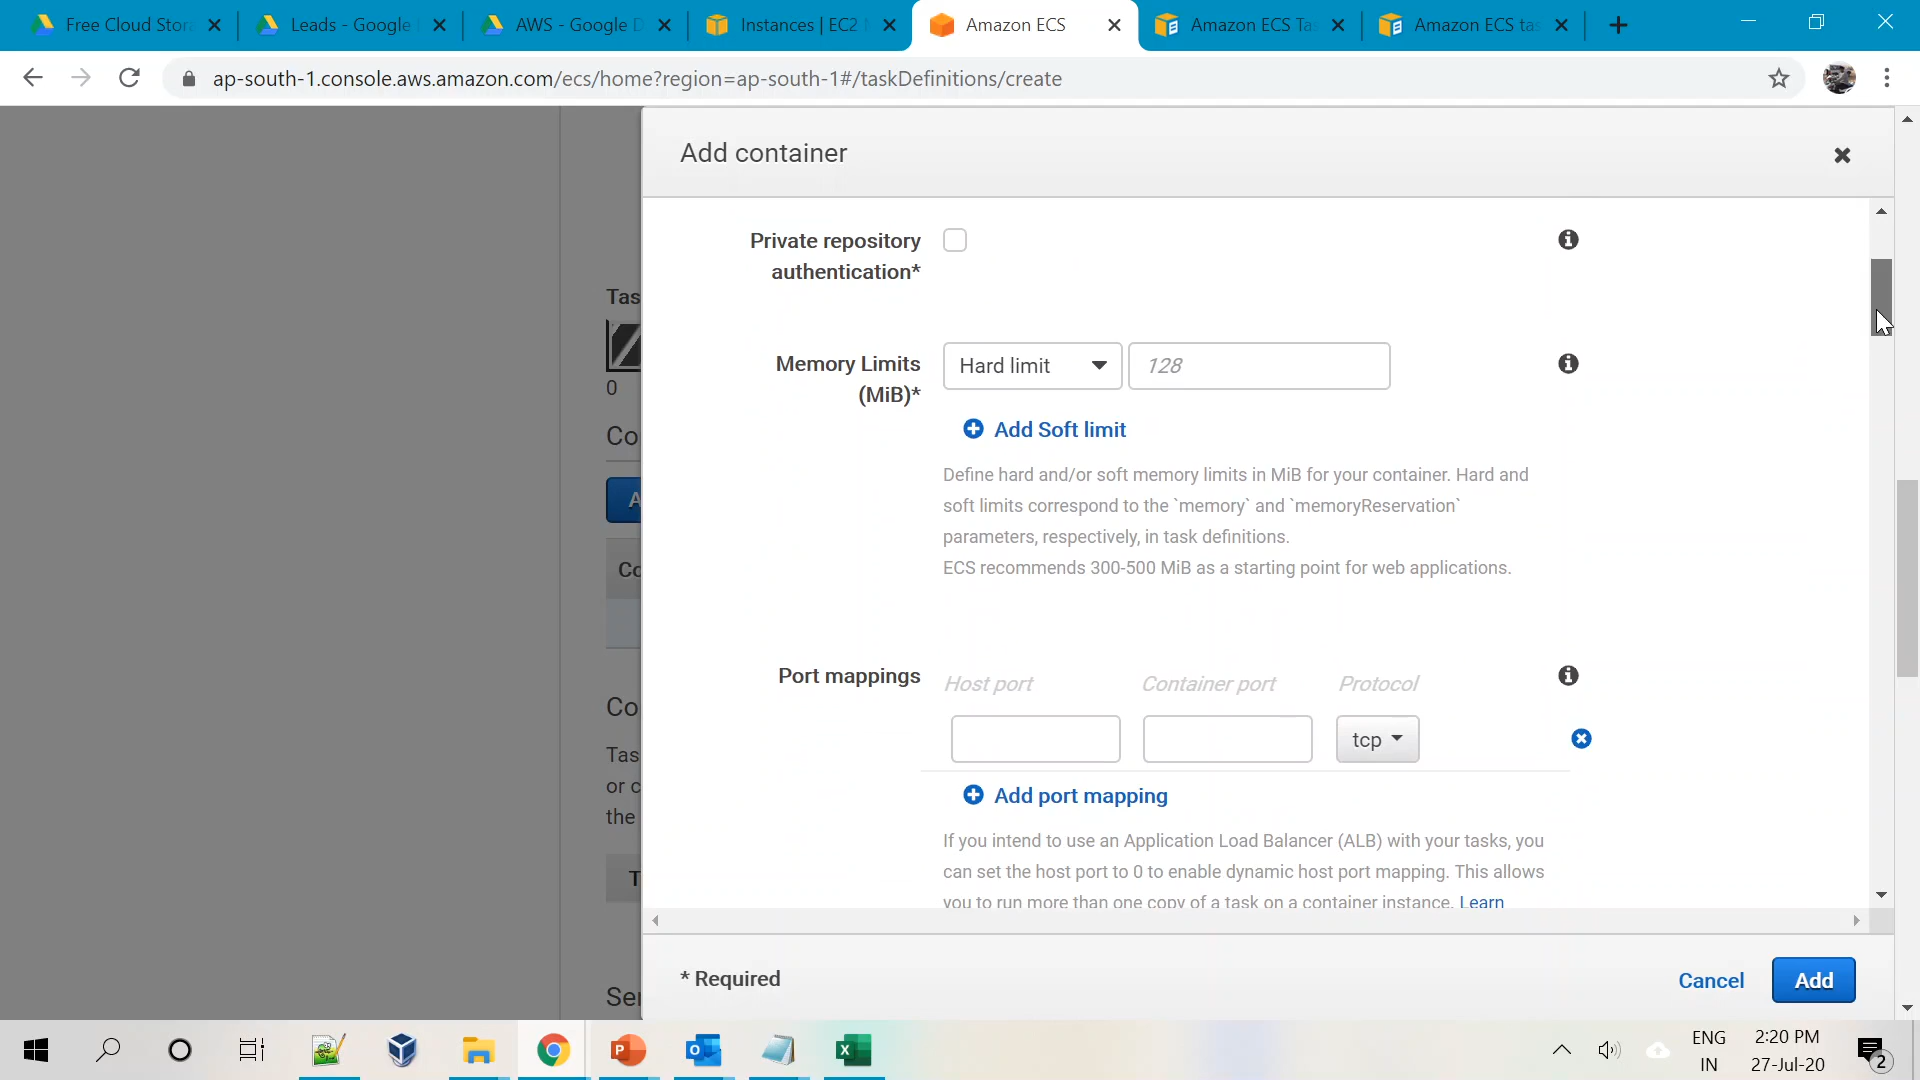 Free Cloud Stor
Leads - Google
AWS - Google D
Instances | EC2
Amazon ECS
Amazon ECS Ta
Amazon ECS tas
ap-south-1.console.aws.amazon.com/ecs/home?region=ap-south-1#/taskDefinitions/create
Add container
Private repository
authentication*
Tas
0
Memory Limits
(MiB)*
Hard limit
128
Add Soft limit
Define hard and/or soft memory limits in MiB for your container. Hard and
soft limits correspond to the `memory` and `memoryReservation`
parameters, respectively, in task definitions.
ECS recommends 300-500 MiB as a starting point for web applications.
Co
A
Co
Port mappings
Host port
Container port
Protocol
tcp
Add port mapping
If you intend to use an Application Load Balancer (ALB) with your tasks, you
can set the host port to 0 to enable dynamic host port mapping. This allows
you to run more than one copy of a task on a container instance. Learn
Co
Tas
or c
the
T
Ser
* Required
Cancel
Add
ENG
IN
2:20 PM
27-Jul-20
2